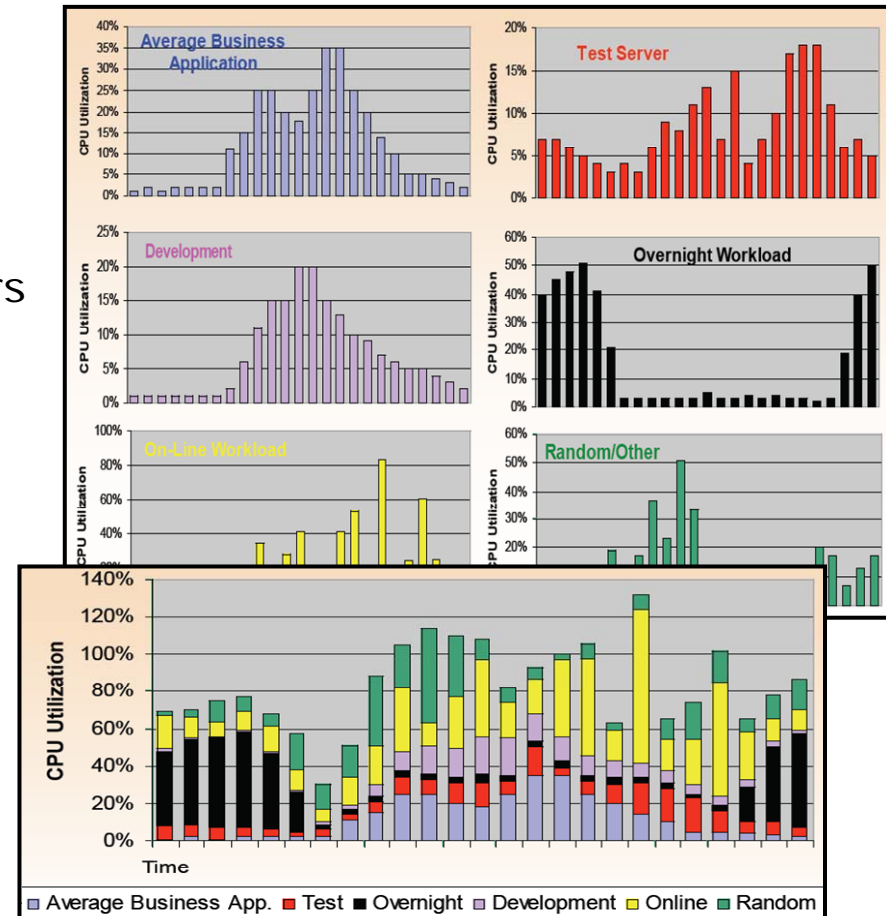 rs
Average Business
Application
CPU Utilization
40%
35%
30%
25%
20%
15%
10%
5%
0%
Test Server
CPU Utilization
20%
15%
10%
5%
0%
Development
CPU Utilization
25%
20%
15%
10%
5%
0%
Overnight Workload
CPU Utilization
60%
50%
40%
30%
20%
10%
0%
On-Line Workload
CPU Utilization
100%
80%
60%
40%
Random/Other
CPU Utilization
60%
50%
40%
30%
20%
CPU Utilization
140%
120%
100%
80%
60%
40%
20%
0%
Time
Average Business App. Test Overnight Development Online Random